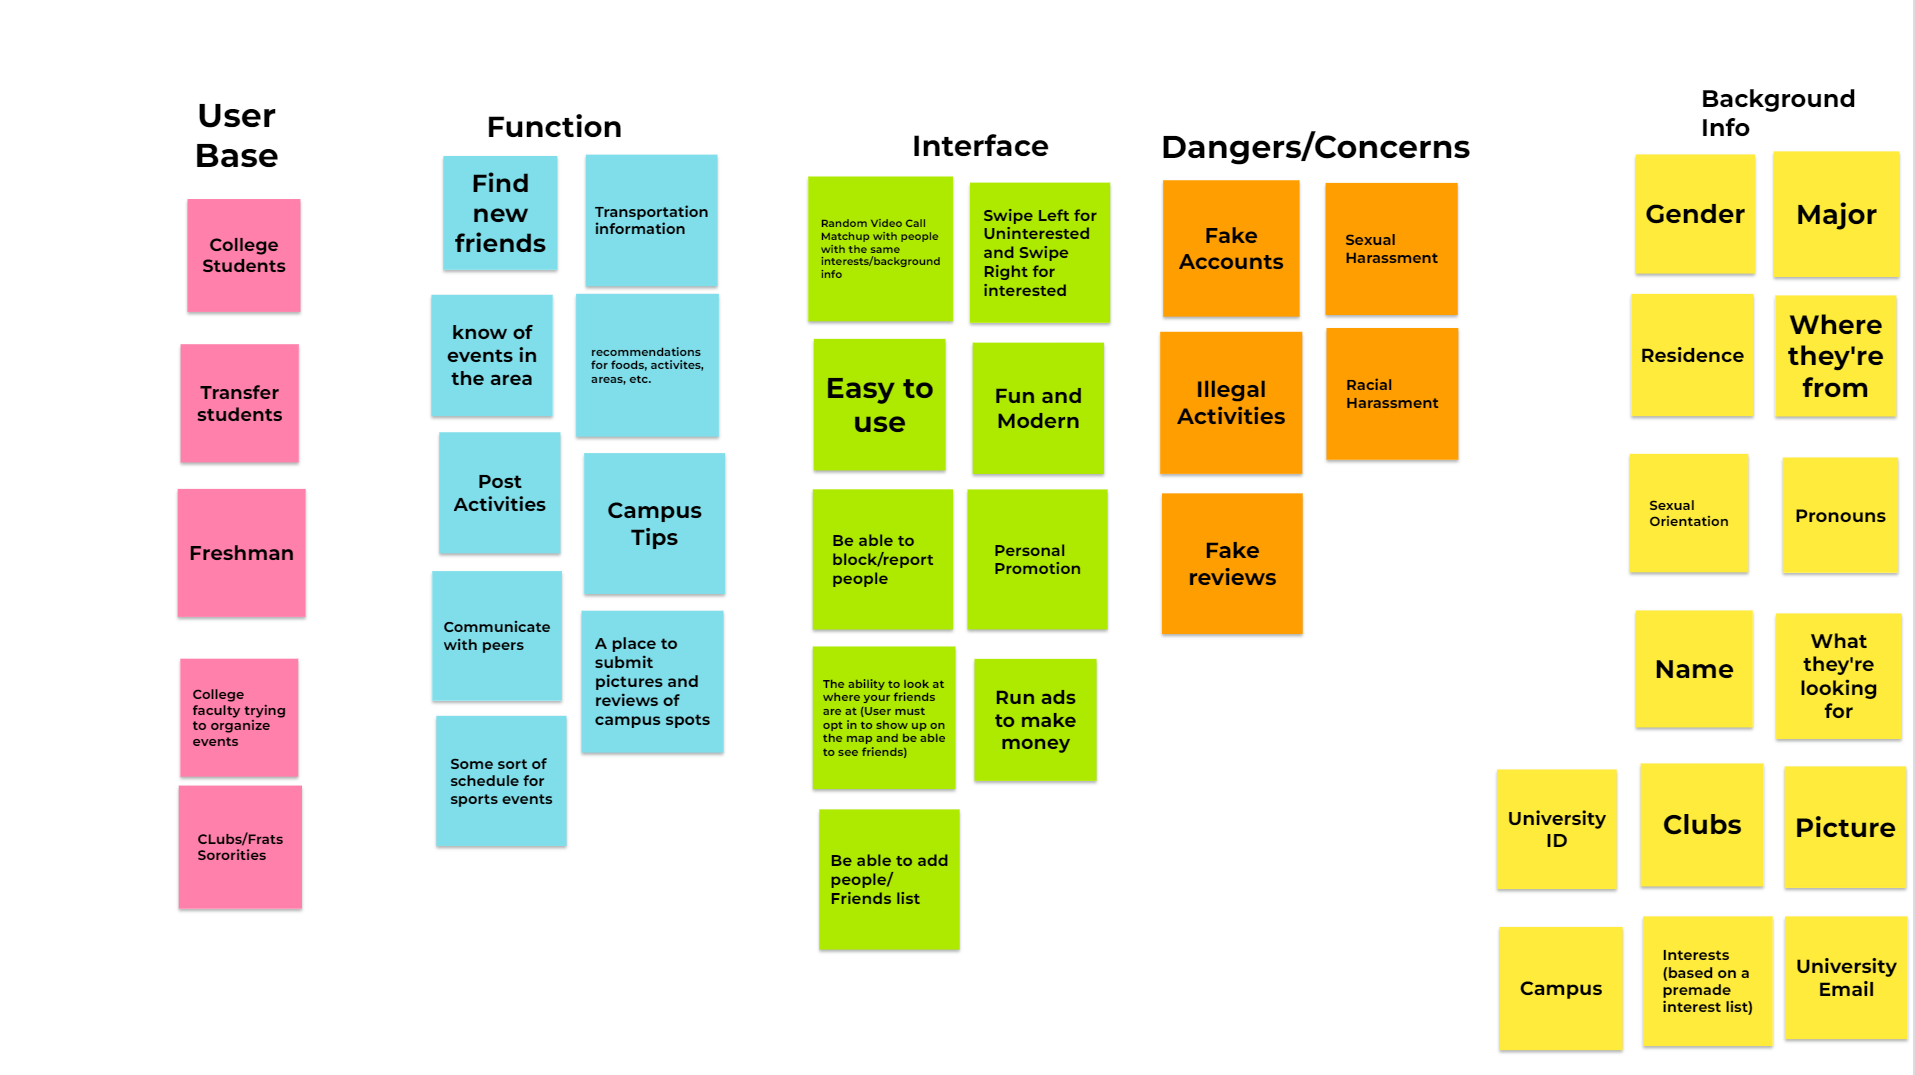 User
Base
College
Students
Transfer
students
Freshman
College
faculty trying
to organize
events
CLubs/Frats
Sororities
Function
Find
new
friends
Transportation
information
know of
events in
the area
recommendations
for foods, activites,
areas, etc.
Post
Activities
Campus
Tips
Communicate
with peers
A place to
submit
pictures and
reviews of
campus spots
Some sort of
schedule for
sports events
Interface
Random Video Call
Matchup with people
with the same
interests/background
info
Swipe Left for
Uninterested
and Swipe
Right for
interested
Easy to
use
Fun and
Modern
Be able to
block/report
people
Personal
Promotion
The ability to look at
where your friends
are at (User must
opt in to show up on
the map and be able
to see friends)
Run ads
to make
money
Be able to add
people/
Friends list
Dangers/Concerns
Fake
Accounts
Sexual
Harassment
Illegal
Activities
Racial
Harassment
Fake
reviews
Background
Info
Gender
Major
Residence
Where
they're
from
Sexual
Orientation
Pronouns
Name
What
they're
looking
for
University
ID
Clubs
Picture
Campus
Interests
(based on a
premade
interest list)
University
Email